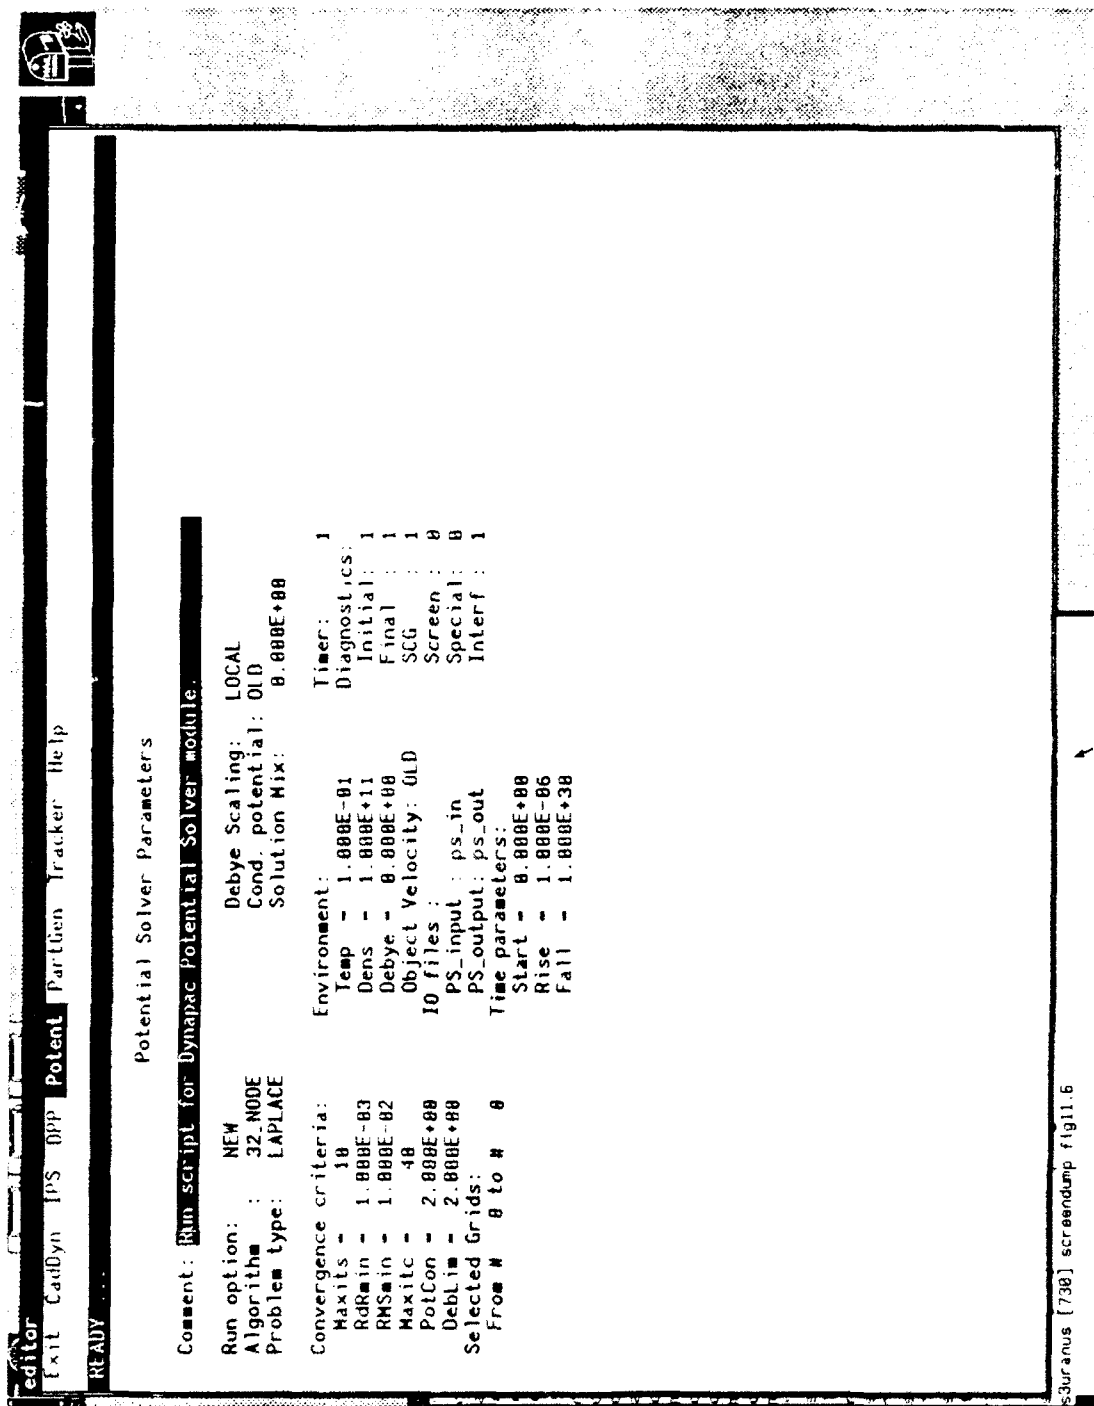 editor
Exit CadDyn IPS DPP Potent PartGen Tracker Help
READY ...
Potential Solver Parameters
Comment: Run script for Dynapac Potential Solver module.
Run option: NEW Debye Scaling: LOCAL
Algorithm : 32_NODE Cond. potential: OLD
Problem type: LAPLACE Solution Mix: 0.000E+00
Convergence criteria: Environment: Timer: 1
Maxits - 10 Temp - 1.000E-01 Diagnostics:
RdRmin - 1.000E-03 Dens - 1.000E+11 Initial: 1
RMSmin - 1.000E-02 Debye - 0.000E+00 Final : 1
Maxitc - 40 Object Velocity: OLD SCG : 1
PotCon - 2.000E+00 IO files : Screen : 0
DebLim - 2.000E+00 PS_input : ps_in Special: 0
Selected Grids: PS_output: ps_out Interf : 1
From # 0 to # 0 Time parameters:
Start - 0.000E+00
Rise - 1.000E-06
Fall - 1.000E+30
s3uranus [730] screendump fig11.6